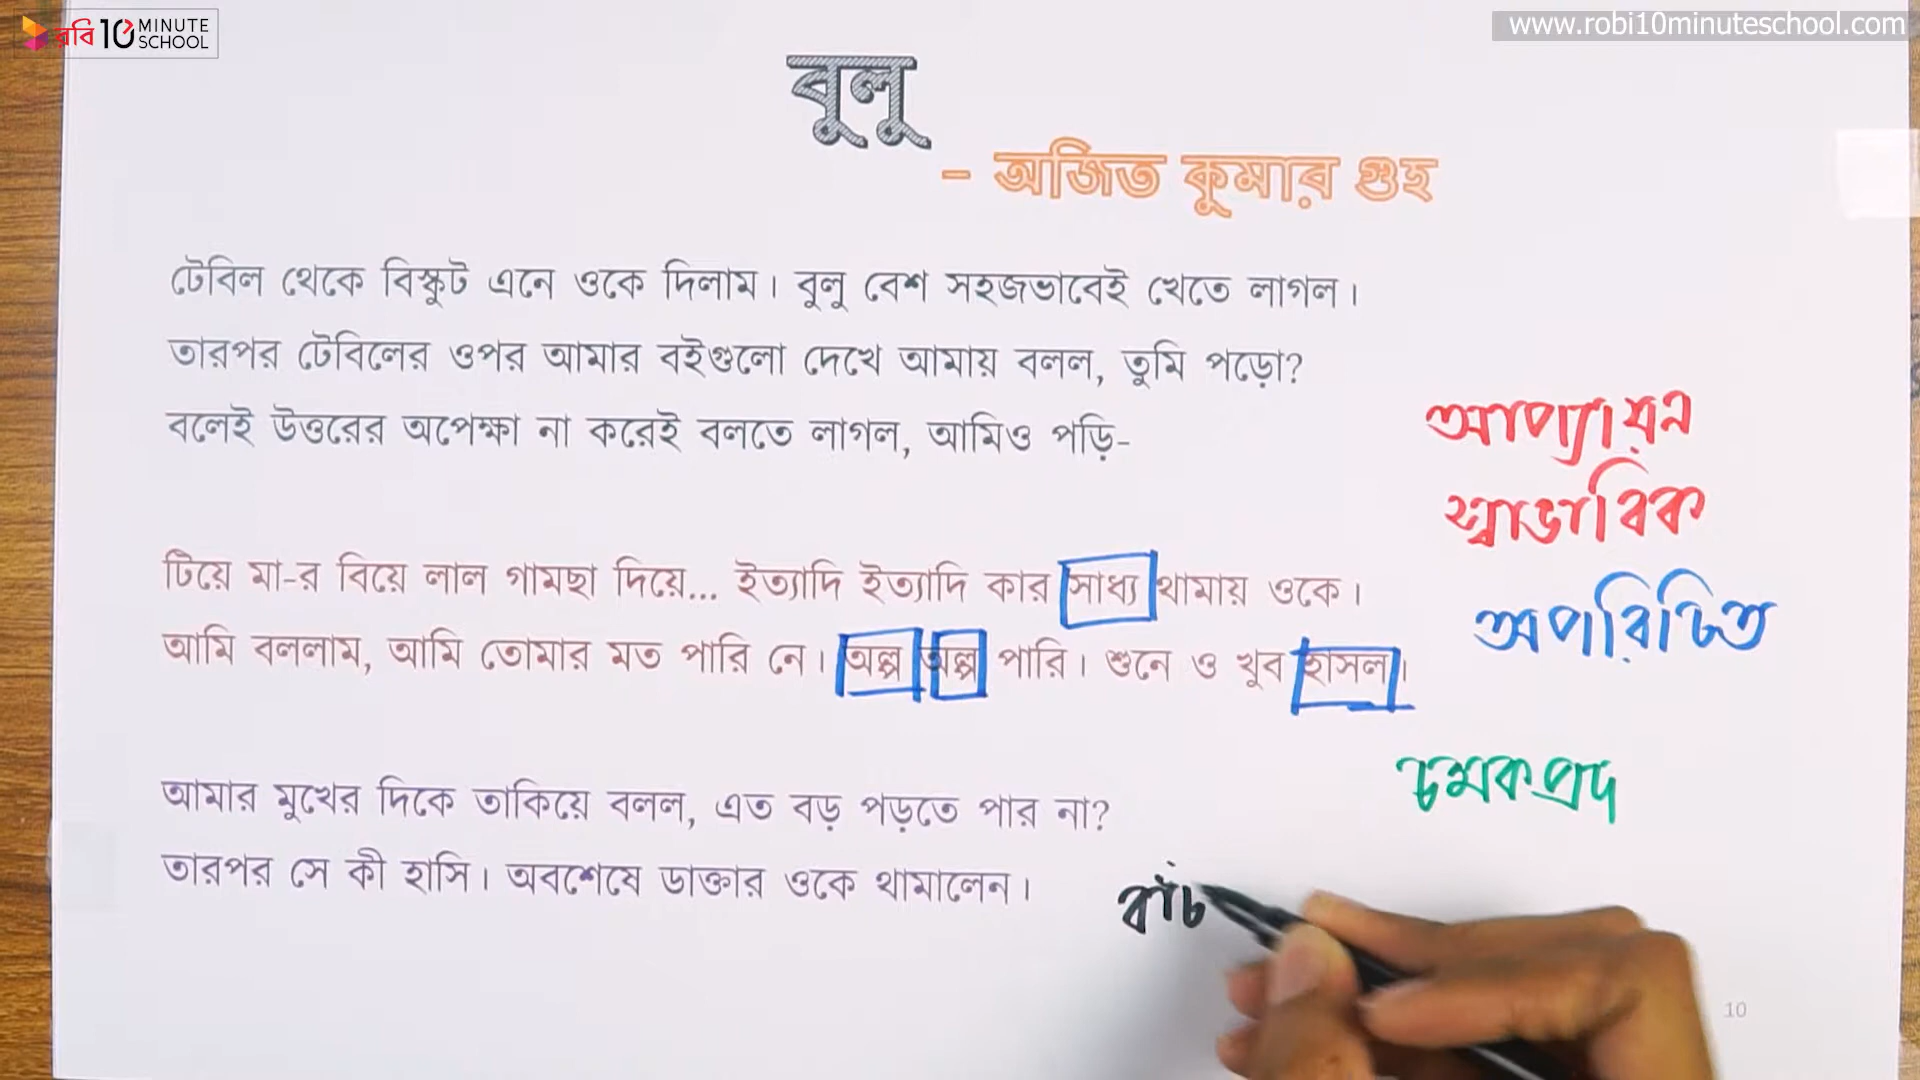 রবি 10 MINUTE SCHOOL
www.robi10minuteschool.com
বুলু
- অজিত কুমার গুহ
টেবিল থেকে বিস্কুট এনে ওকে দিলাম। বুলু বেশ সহজভাবেই খেতে লাগল।
তারপর টেবিলের ওপর আমার বইগুলো দেখে আমায় বলল, তুমি পড়ো?
বলেই উত্তরের অপেক্ষা না করেই বলতে লাগল, আমিও পড়ি-
আপ্যায়ন
স্বাভাবিক
টিয়ে মা-র বিয়ে লাল গামছা দিয়ে... ইত্যাদি ইত্যাদি কার সাধ্য থামায় ওকে।
অপরিচিত
আমি বললাম, আমি তোমার মত পারি নে। অল্প অল্প পারি। শুনে ও খুব হাসল।
চমকপ্রদ
আমার মুখের দিকে তাকিয়ে বলল, এত বড় পড়তে পার না?
তারপর সে কী হাসি। অবশেষে ডাক্তার ওকে থামালেন।
10